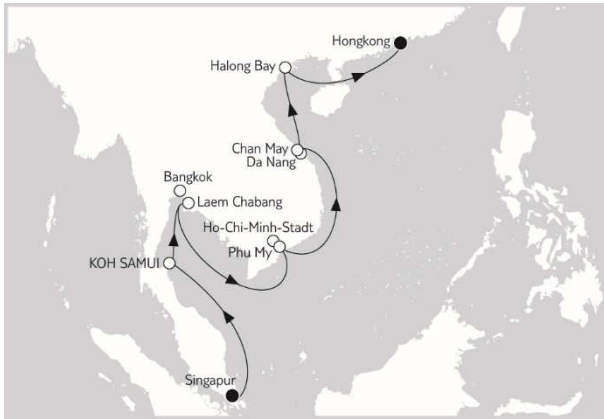 Hongkong
Halong Bay
Chan May
Da Nang
Bangkok
Laem Chabang
Ho-Chi-Minh-Stadt
Phu My
KOH SAMUI
Singapur